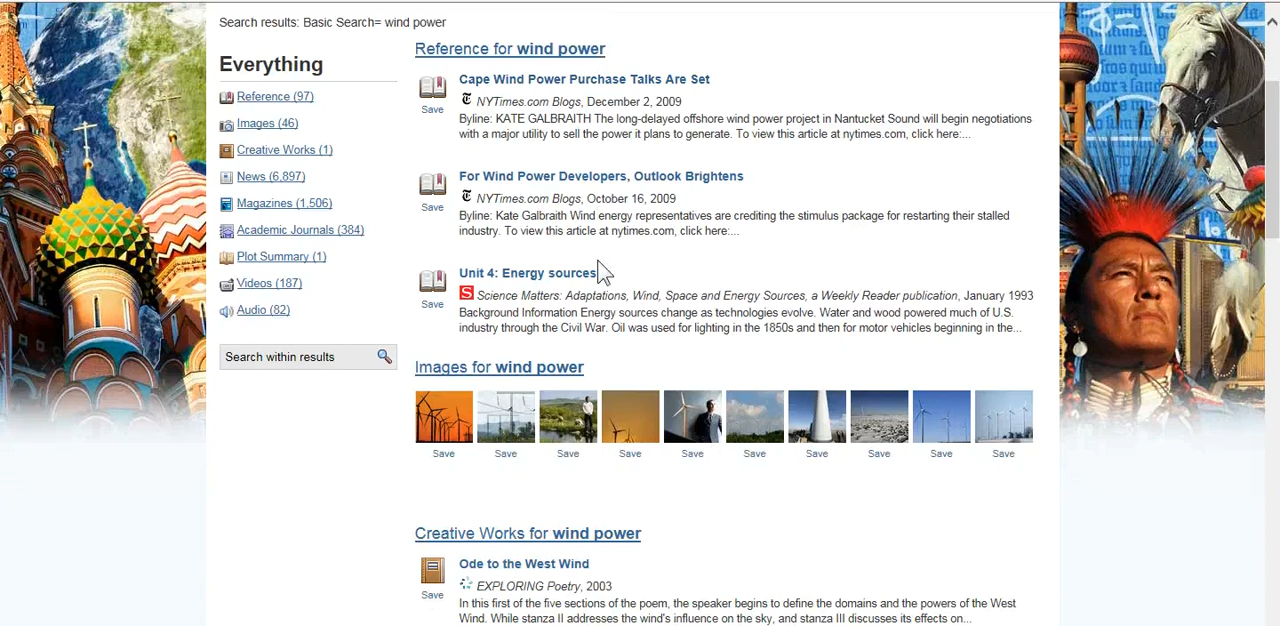 Search results: Basic Search= wind power
Everything
Reference (97)
Images (46)
Creative Works (1)
News (6,897)
Magazines (1,506)
Academic Journals (384)
Plot Summary (1)
Videos (187)
Audio (82)
Search within results
Reference for wind power
Cape Wind Power Purchase Talks Are Set
NYTimes.com Blogs, December 2, 2009
Save
Byline: KATE GALBRAITH The long-delayed offshore wind power project in Nantucket Sound will begin negotiations
with a major utility to sell the power it plans to generate. To view this article at nytimes.com, click here:...
For Wind Power Developers, Outlook Brightens
NYTimes.com Blogs, October 16, 2009
Save
Byline: Kate Galbraith Wind energy representatives are crediting the stimulus package for restarting their stalled
industry. To view this article at nytimes.com, click here:...
Unit 4: Energy sources
S Science Matters: Adaptations, Wind, Space and Energy Sources, a Weekly Reader publication, January 1993
Save
Background Information Energy sources change as technologies evolve. Water and wood powered much of U.S.
industry through the Civil War. Oil was used for lighting in the 1850s and then for motor vehicles beginning in the...
Images for wind power
Save Save Save Save Save Save Save Save Save Save
Creative Works for wind power
Ode to the West Wind
EXPLORING Poetry, 2003
Save
In this first of the five sections of the poem, the speaker begins to define the domains and the powers of the West
Wind. While stanza II addresses the wind's influence on the sky, and stanza III discusses its effects on...